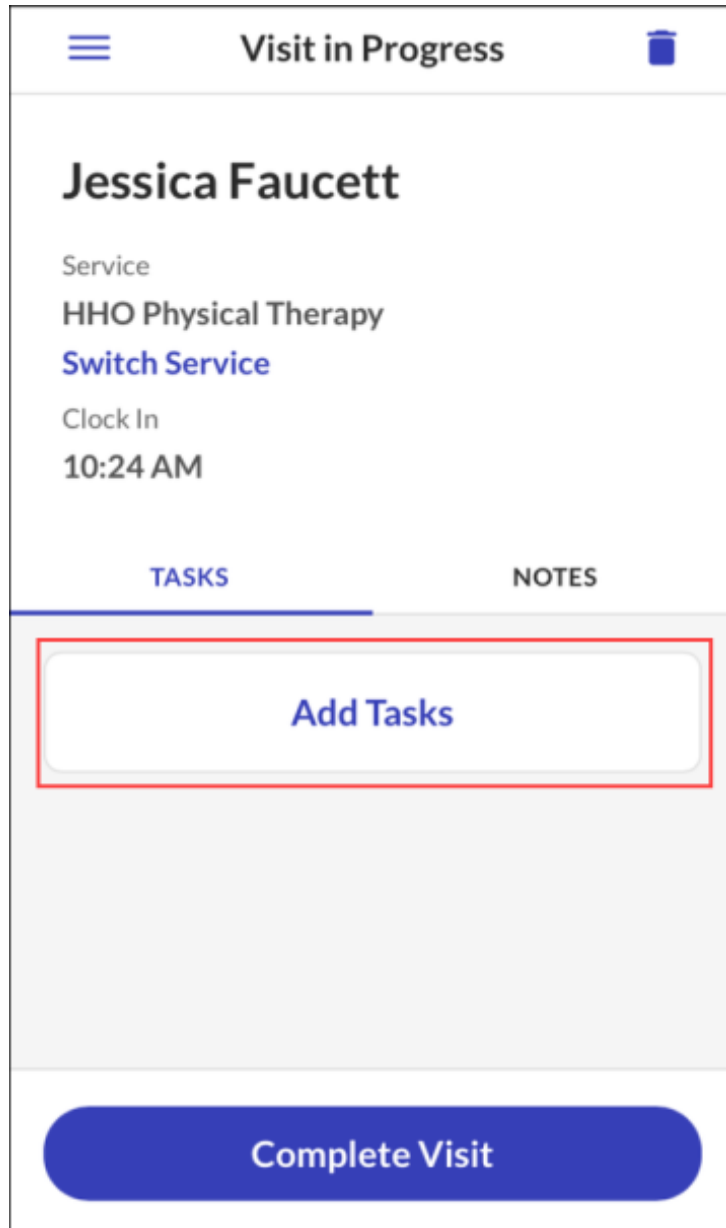 Visit in Progress
Jessica Faucett
Service
HHO Physical Therapy
Switch Service
Clock In
10:24 AM
TASKS NOTES
Add Tasks
Complete Visit